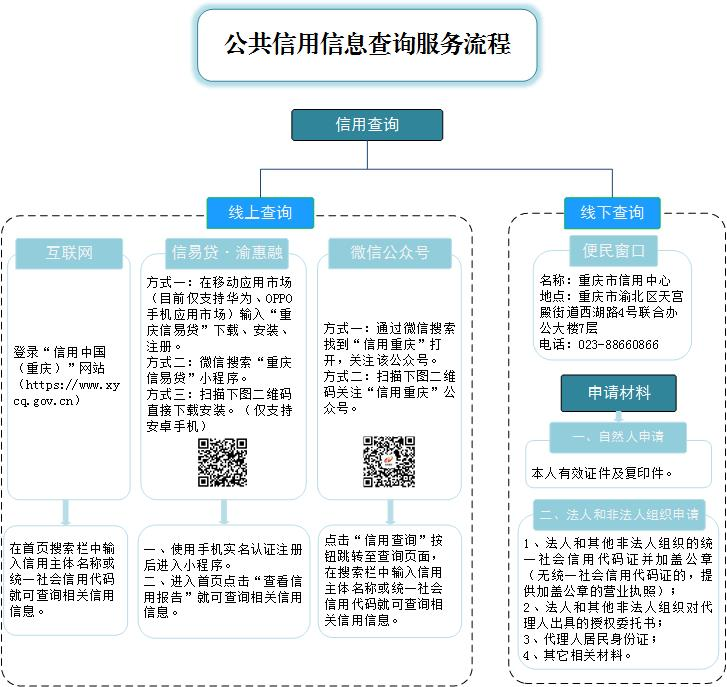 公共信用信息查询服务流程
信用查询
线上查询
互联网
登录“信用中国
（重庆）”网站
（https://www.xy
cq.gov.cn）
在首页搜索栏中输
入信用主体名称或
统一社会信用代码
就可查询相关信用
信息。
信易贷·渝惠融
方式一：在移动应用市场
（目前仅支持华为、OPPO
手机应用市场）输入“重
庆信易贷”下载、安装、
注册。
方式二：微信搜索“重庆
信易贷”小程序。
方式三：扫描下图二维码
直接下载安装。（仅支持
安卓手机）
一、使用手机实名认证注册
后进入小程序。
二、进入首页点击“查看信
用报告”就可查询相关信用
信息。
微信公众号
方式一：通过微信搜索
找到“信用重庆”打
开，关注该公众号。
方式二：扫描下图二维
码关注“信用重庆”公
众号。
点击“信用查询”按
钮跳转至查询页面，
在搜索栏中输入信用
主体名称或统一社会
信用代码就可查询相
关信用信息。
线下查询
便民窗口
名称：重庆市信用中心
地点：重庆市渝北区天宫
殿街道西湖路4号联合办
公大楼7层
电话：023-88660866
申请材料
一、自然人申请
本人有效证件及复印件。
二、法人和非法人组织申请
1、法人和其他非法人组织的统
一社会信用代码证并加盖公章
（无统一社会信用代码证的，提
供加盖公章的营业执照）；
2、法人和其他非法人组织对代
理人出具的授权委托书；
3、代理人居民身份证；
4、其它相关材料。